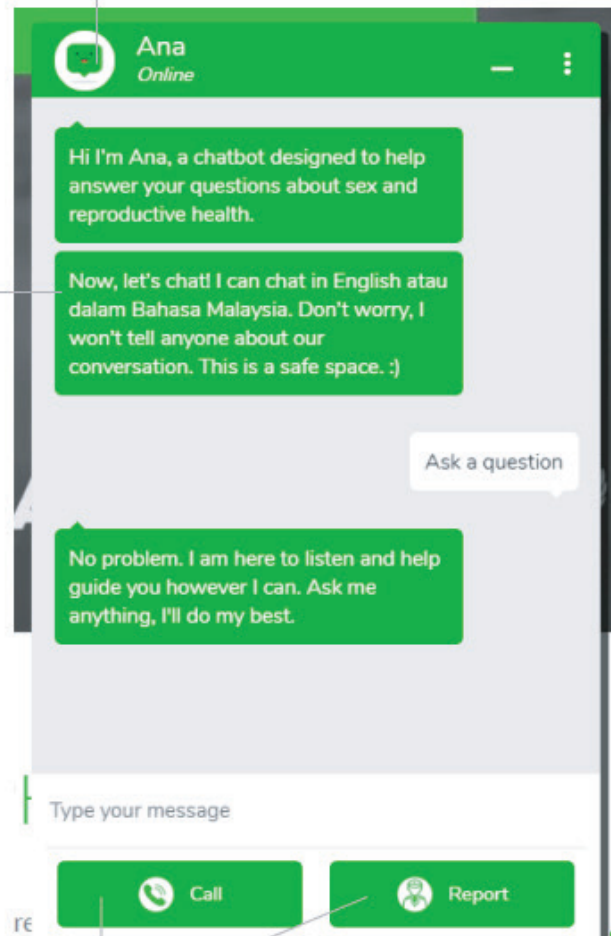 Ana
Online
Hi I'm Ana, a chatbot designed to help
answer your questions about sex and
reproductive health.
Now, let's chat! I can chat in English atau
dalam Bahasa Malaysia. Don't worry, I
won't tell anyone about our
conversation. This is a safe space. :)
Ask a question
No problem. I am here to listen and help
guide you however I can. Ask me
anything, I'll do my best.
Type your message
Call
Report
re